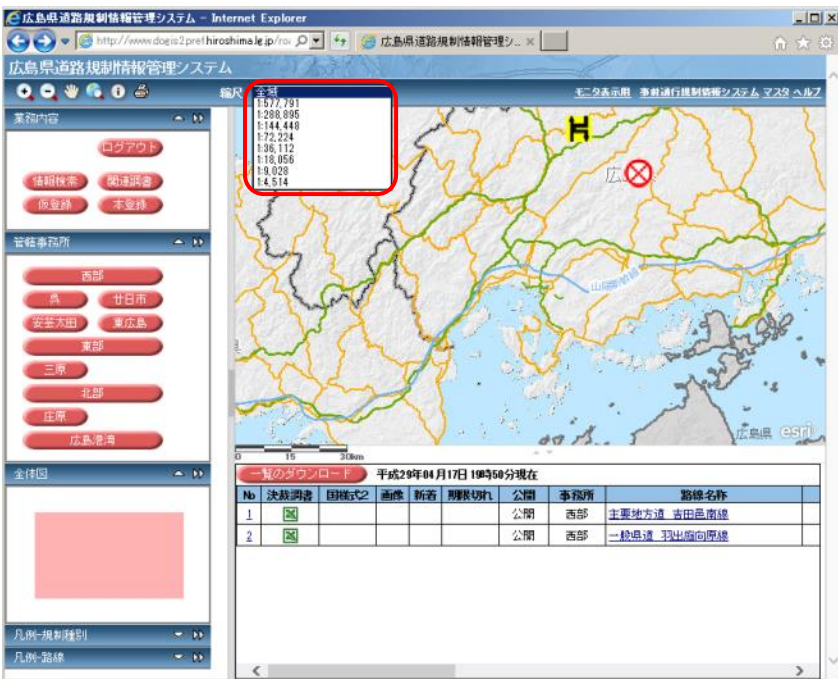 広島県道路規制情報管理システム - Internet Explorer
広島県道路規制情報管理シ... ×
広島県道路規制情報管理システム
縮尺
全域
1:577,791
1:288,895
1:144,448
1:72,224
1:36,112
1:18,056
1:9,028
1:4,514
モニタ表示用 事前通行規制情報システム マスタ ヘルプ
業務内容
ログアウト
情報検索 関連調書
仮登録 本登録
管轄事務所
西部
呉 廿日市
安芸太田 東広島
東部
三原
北部
庄原
広島港湾
全体図
凡例-規制種別
凡例-路線
山陽新幹線
広島県 esri
0 15 30km
一覧のダウンロード 平成29年04月17日 19時50分現在
No 決裁調書 国様式2 画像 新着 期限切れ 公開 事務所 路線名称
1 公開 西部 主要地方道 吉田邑南線
2 公開 西部 一般県道 羽出庭向原線